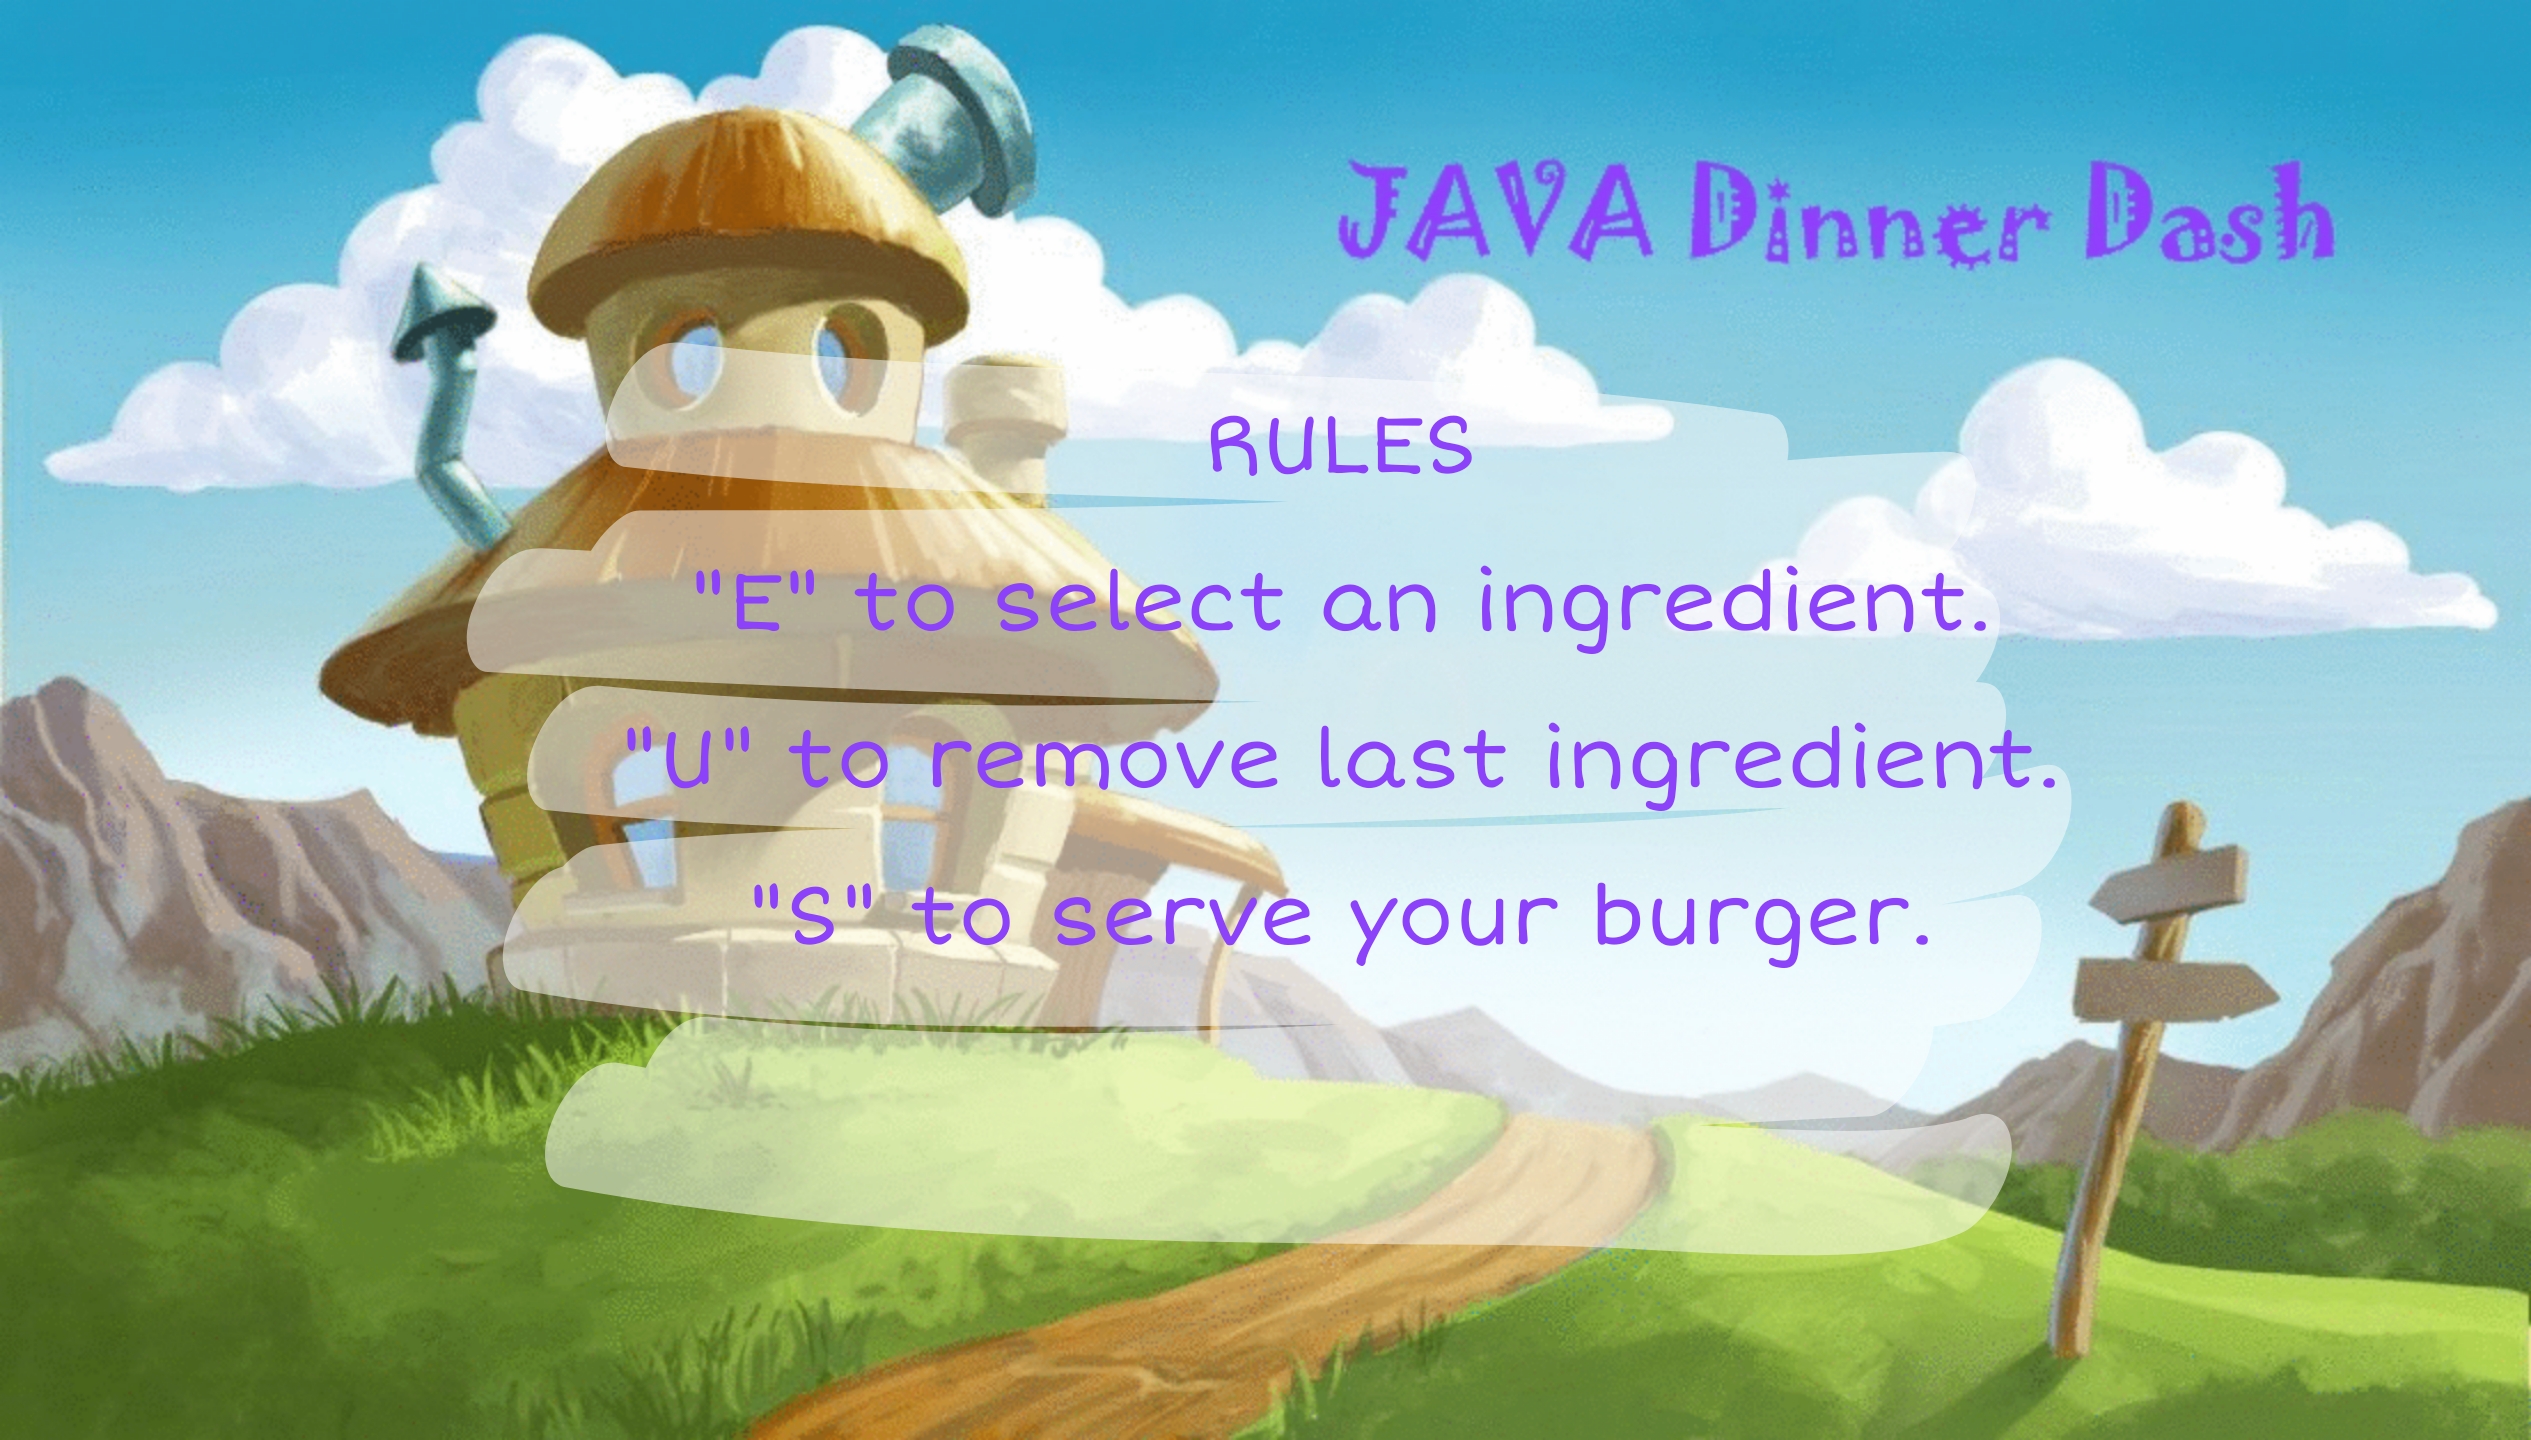 JAVA Dinner Dash
RULES
"E" to select an ingredient.
"U" to remove last ingredient.
"S" to serve your burger.